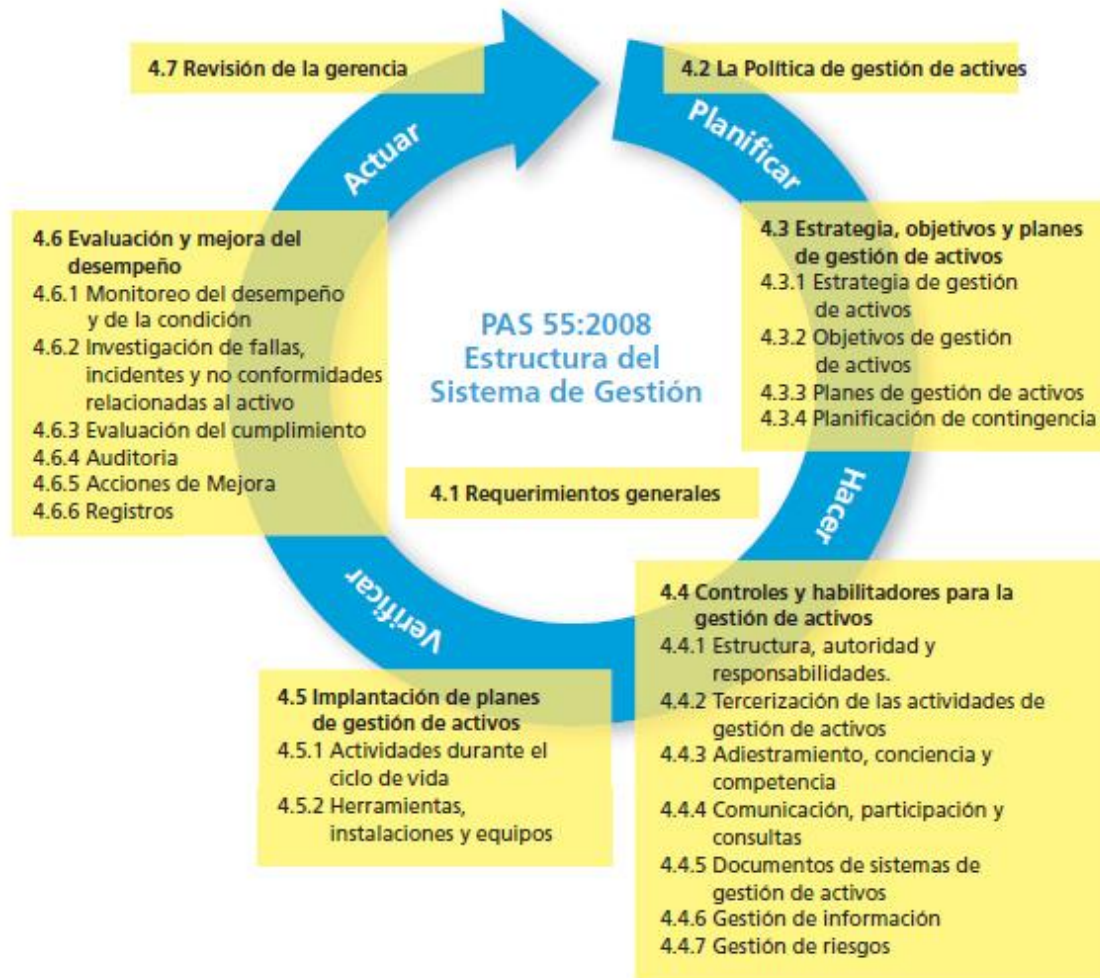 4.7 Revisión de la gerencia
4.2 La Política de gestión de actives
Actuar
Planificar
4.6 Evaluación y mejora del
desempeño
4.6.1 Monitoreo del desempeño
y de la condición
4.6.2 Investigación de fallas,
incidentes y no conformidades
relacionadas al activo
4.6.3 Evaluación del cumplimiento
4.6.4 Auditoria
4.6.5 Acciones de Mejora
4.6.6 Registros
PAS 55:2008
Estructura del
Sistema de Gestión
4.3 Estrategia, objetivos y planes
de gestión de activos
4.3.1 Estrategia de gestión
de activos
4.3.2 Objetivos de gestión
de activos
4.3.3 Planes de gestión de activos
4.3.4 Planificación de contingencia
4.1 Requerimientos generales
Hacer
Verificar
4.5 Implantación de planes
de gestión de activos
4.5.1 Actividades durante el
ciclo de vida
4.5.2 Herramientas,
instalaciones y equipos
4.4 Controles y habilitadores para la
gestión de activos
4.4.1 Estructura, autoridad y
responsabilidades.
4.4.2 Tercerización de las actividades de
gestión de activos
4.4.3 Adiestramiento, conciencia y
competencia
4.4.4 Comunicación, participación y
consultas
4.4.5 Documentos de sistemas de
gestión de activos
4.4.6 Gestión de información
4.4.7 Gestión de riesgos